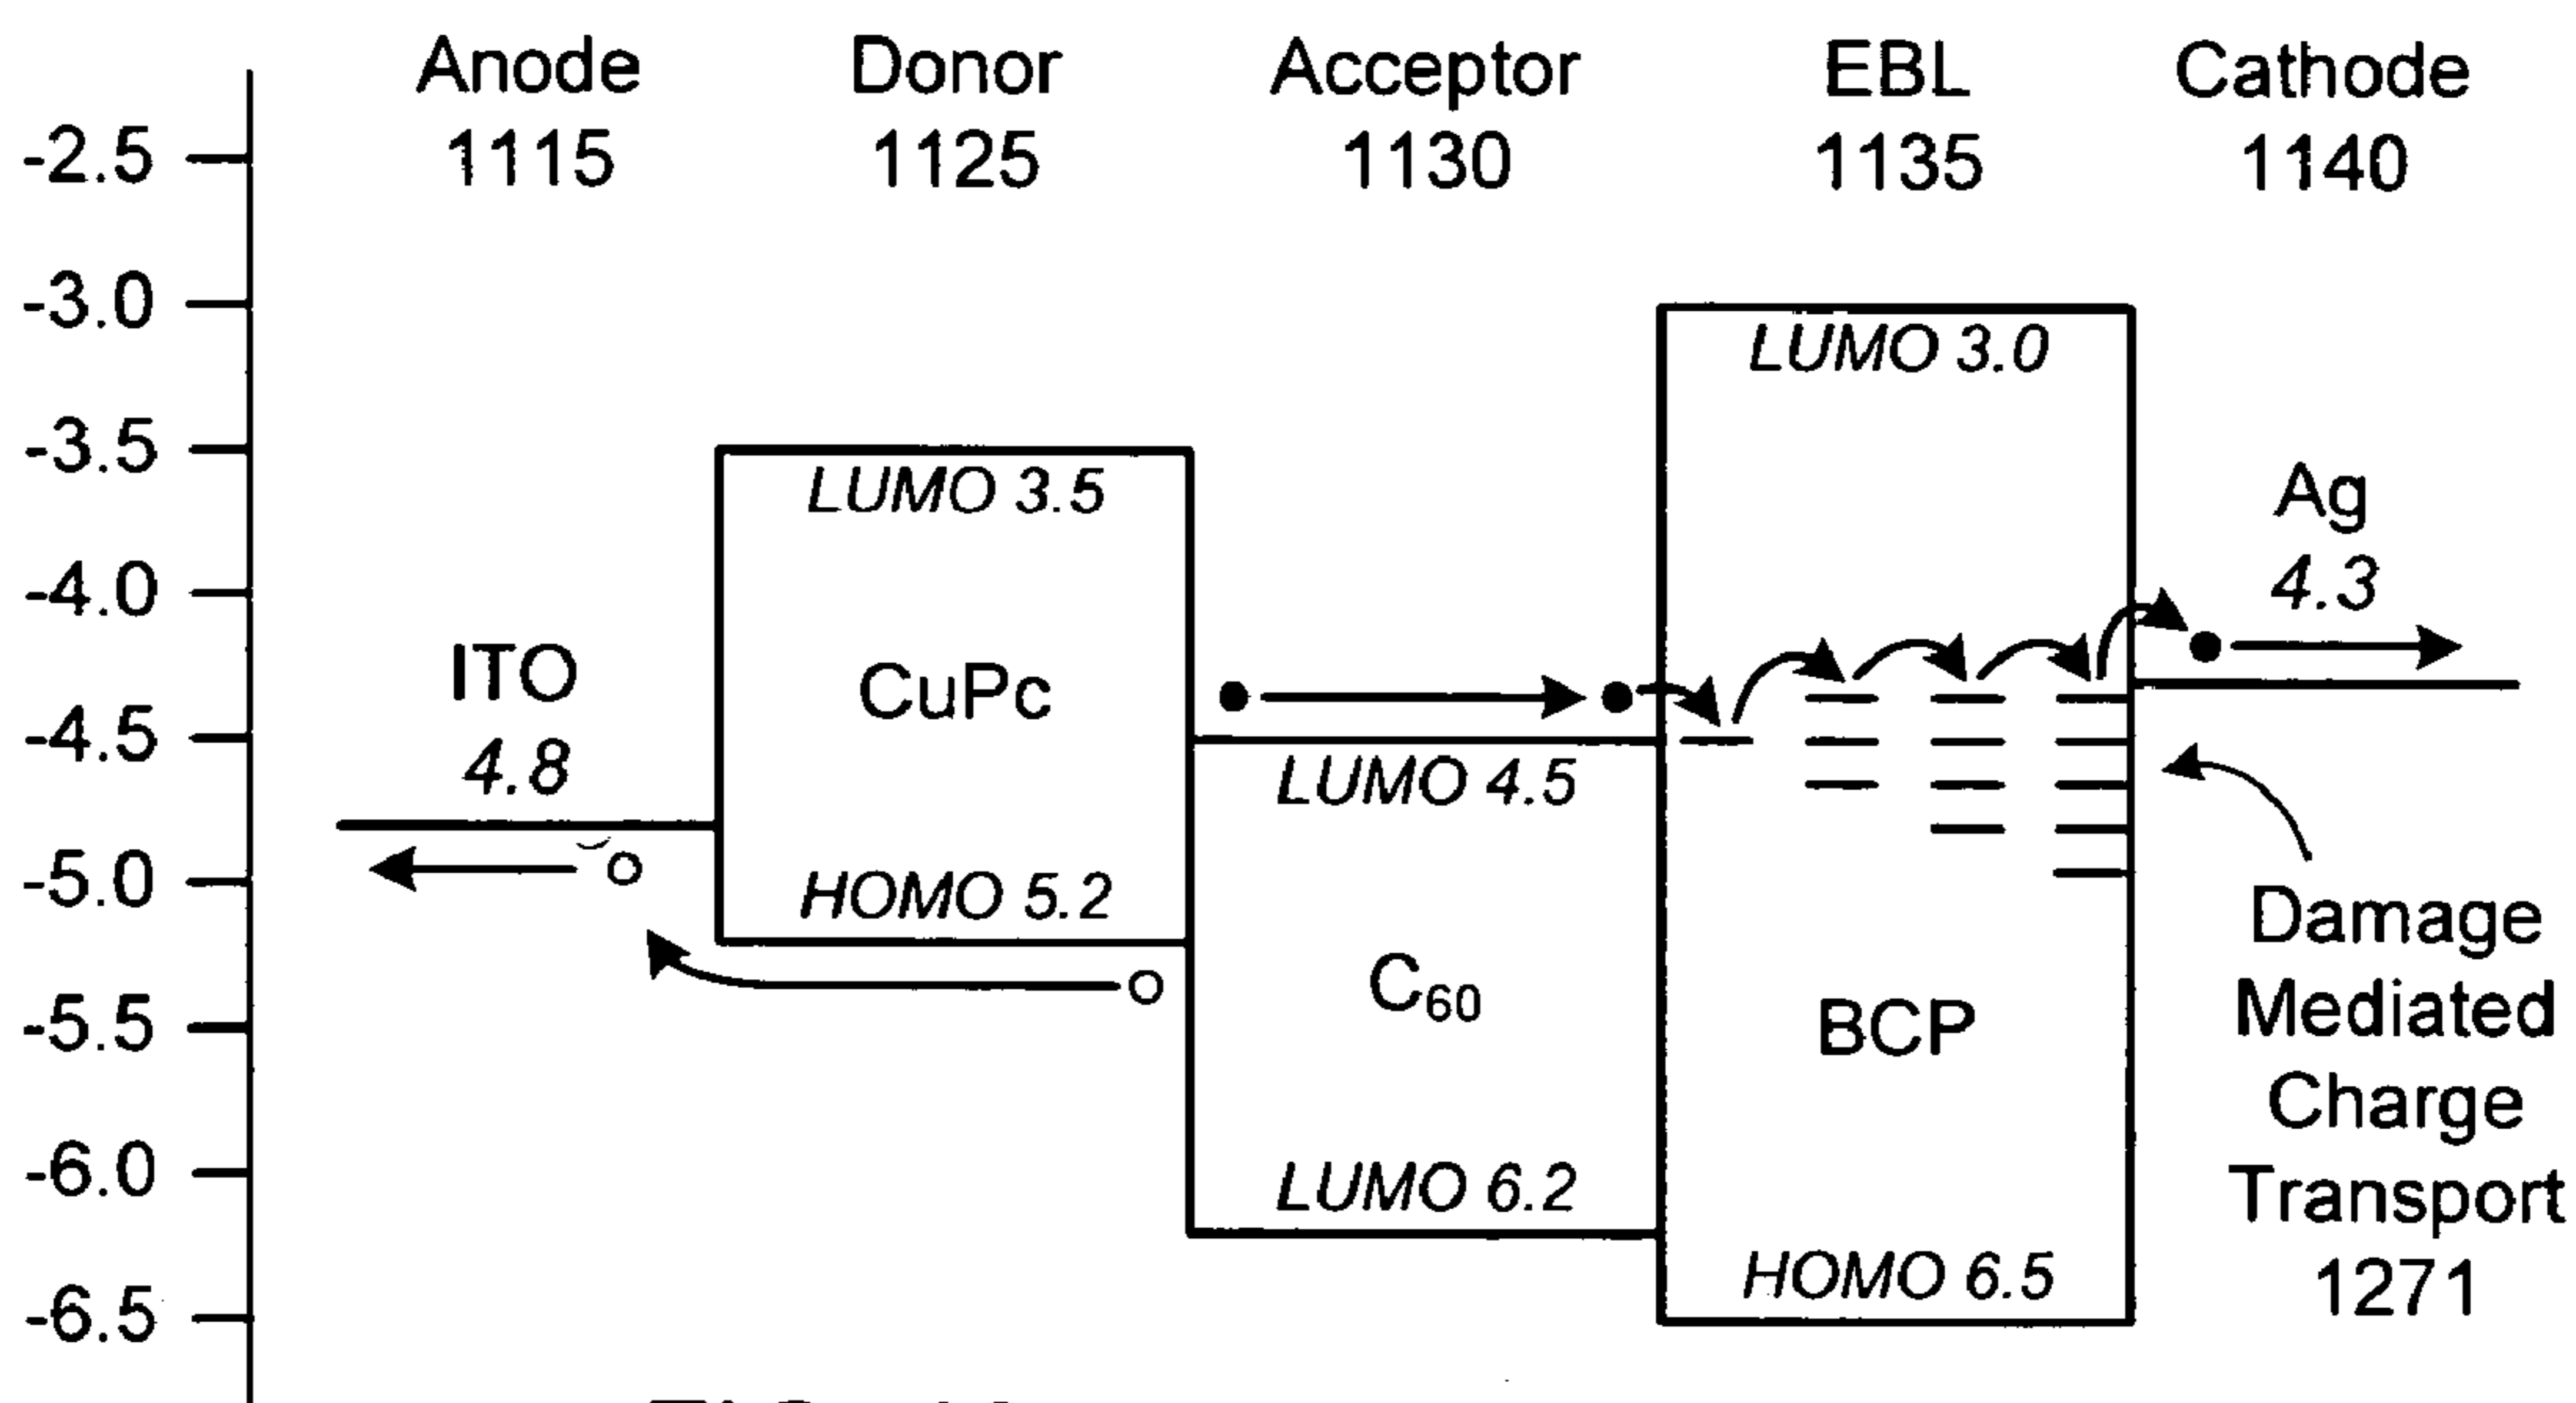 Anode
1115
Donor
1125
Acceptor
1130
EBL
1135
Cathode
1140
-2.5
-3.0
-3.5
-4.0
-4.5
-5.0
-5.5
-6.0
-6.5
ITO
4.8
LUMO 3.5
CuPc
HOMO 5.2
LUMO 4.5
C60
LUMO 6.2
LUMO 3.0
BCP
HOMO 6.5
Ag
4.3
Damage
Mediated
Charge
Transport
1271